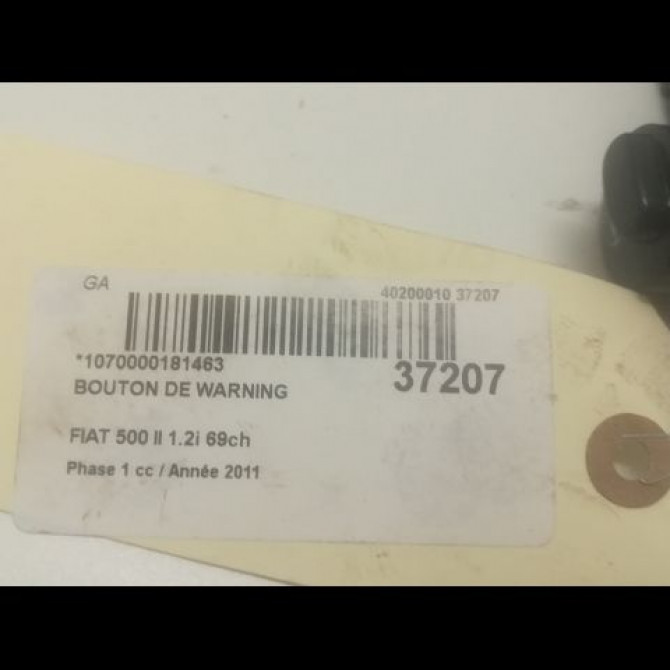 GA
40200010 37207
*1070000181463
37207
BOUTON DE WARNING
FIAT 500 II 1.2i 69ch
Phase 1 cc / Année 2011